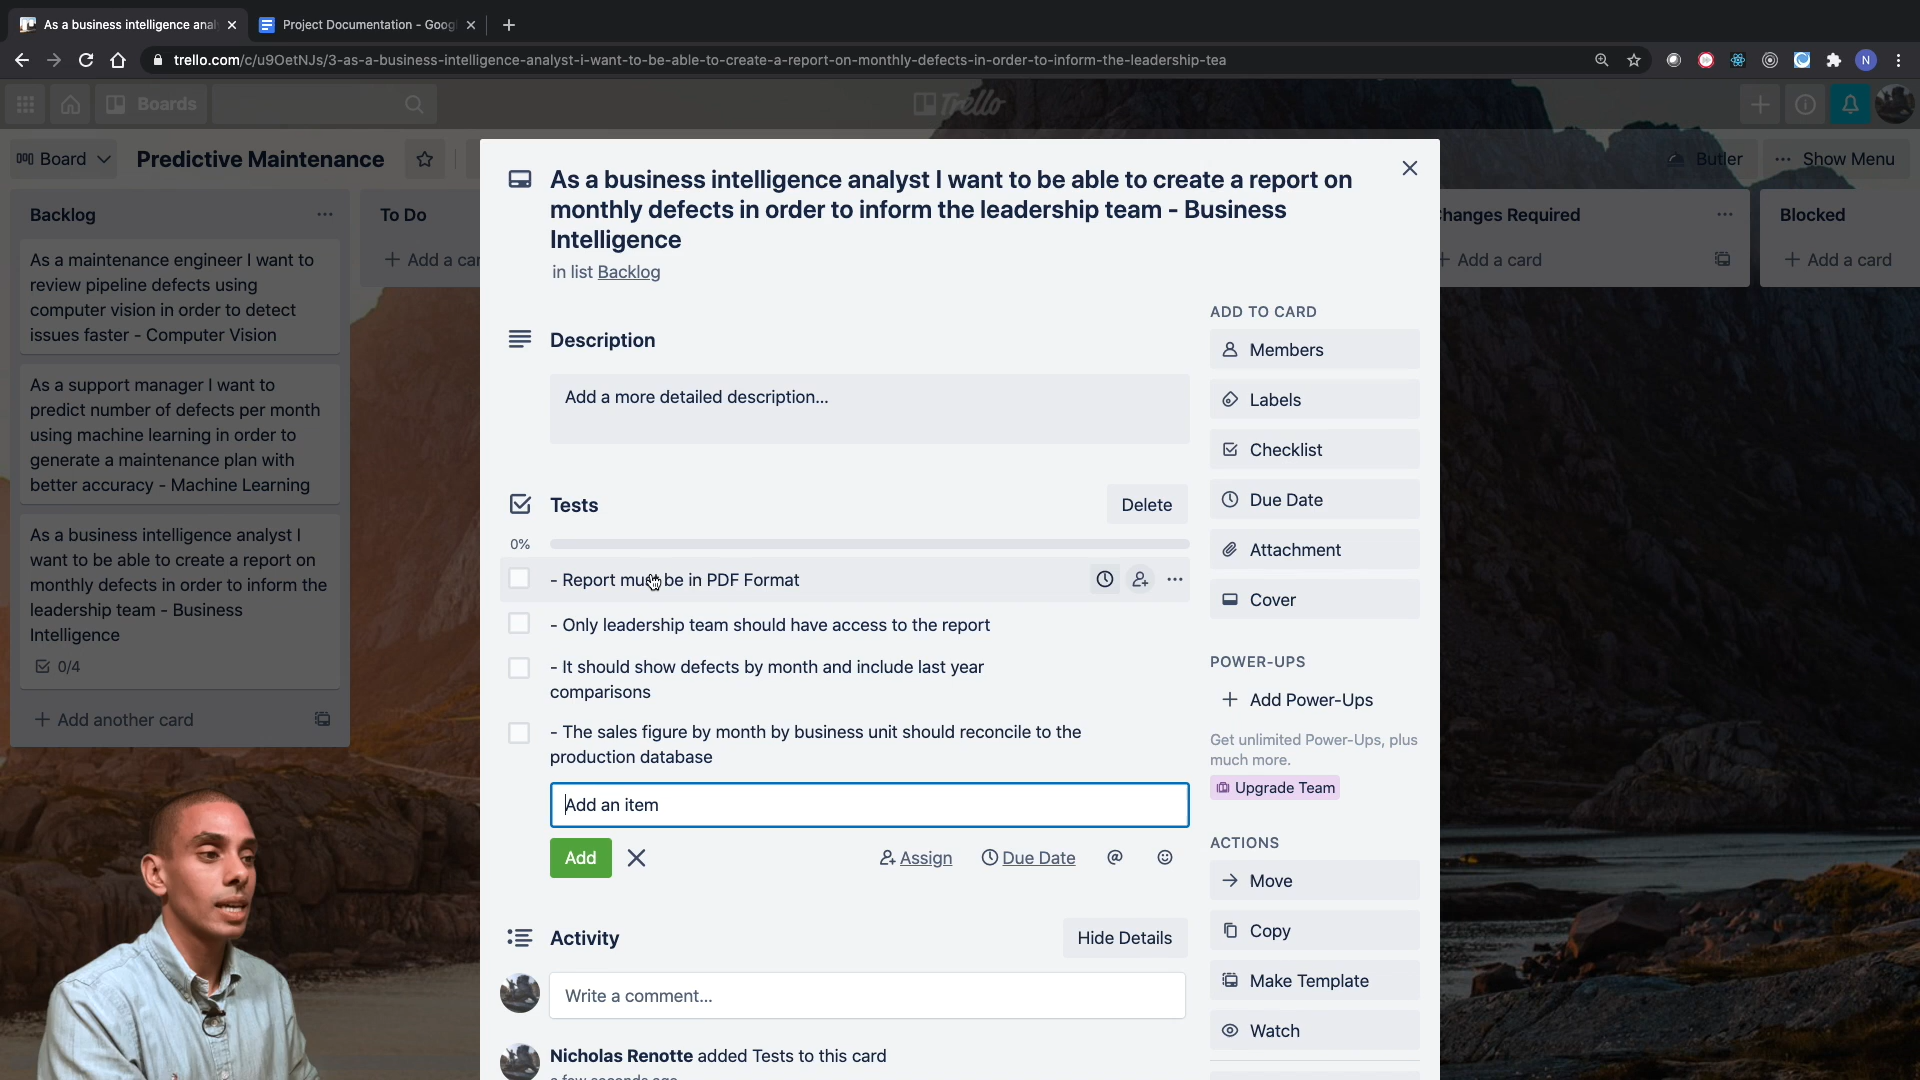 As a business intelligence anal
Project Documentation - Goog
trello.com/c/u9OetNJs/3-as-a-business-intelligence-analyst-i-want-to-be-able-to-create-a-report-on-monthly-defects-in-order-to-inform-the-leadership-tea
N
Boards
Trello
Board
Predictive Maintenance
Butler
Show Menu
Backlog
As a maintenance engineer I want to
review pipeline defects using
computer vision in order to detect
issues faster - Computer Vision
As a support manager I want to
predict number of defects per month
using machine learning in order to
generate a maintenance plan with
better accuracy - Machine Learning
As a business intelligence analyst I
want to be able to create a report on
monthly defects in order to inform the
leadership team - Business
Intelligence
0/4
+ Add another card
To Do
+ Add a car
As a business intelligence analyst I want to be able to create a report on
monthly defects in order to inform the leadership team - Business
Intelligence
in list Backlog
Description
Add a more detailed description...
Tests
Delete
0%
- Report must be in PDF Format
- Only leadership team should have access to the report
- It should show defects by month and include last year
comparisons
- The sales figure by month by business unit should reconcile to the
production database
Add an item
Add
Assign
Due Date
Activity
Hide Details
Write a comment...
Nicholas Renotte added Tests to this card
a few seconds ago
ADD TO CARD
Members
Labels
Checklist
Due Date
Attachment
Cover
POWER-UPS
+ Add Power-Ups
Get unlimited Power-Ups, plus
much more.
Upgrade Team
ACTIONS
Move
Copy
Make Template
Watch
hanges Required
+ Add a card
Blocked
+ Add a card